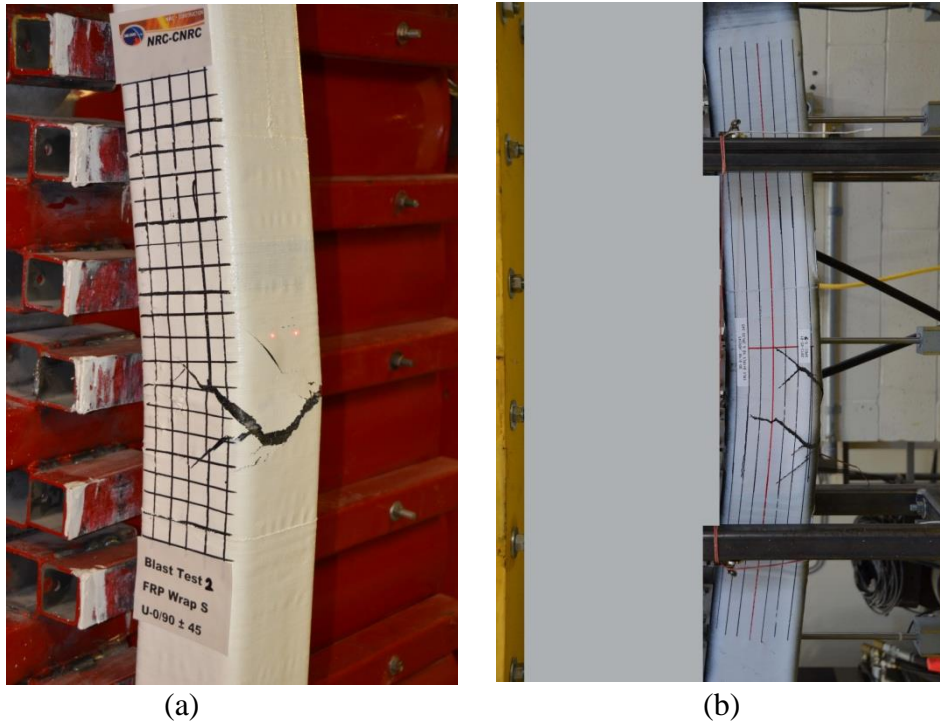 NRC-CNRC
Blast Test 2
FRP Wrap S
U-0/90 ± 45
(a)
(b)